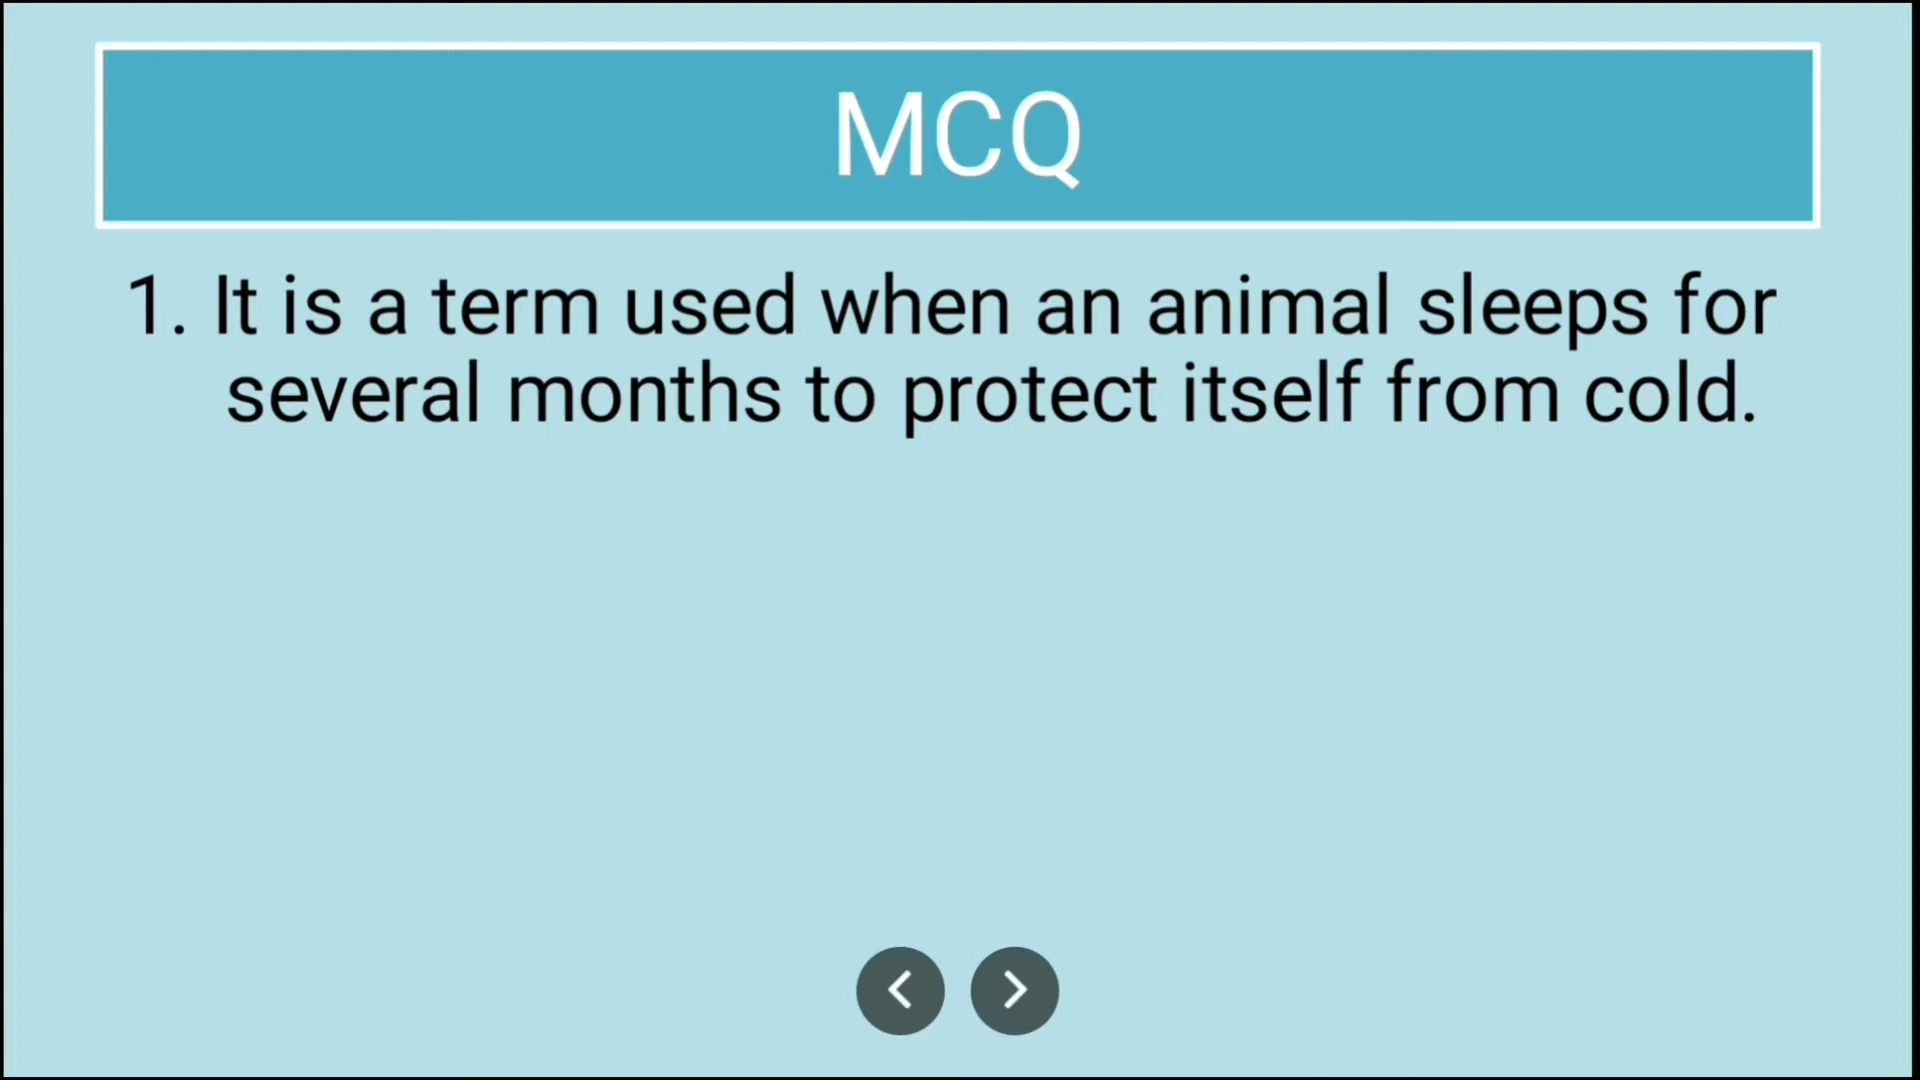 MCQ
1. It is a term used when an animal sleeps for
several months to protect itself from cold.